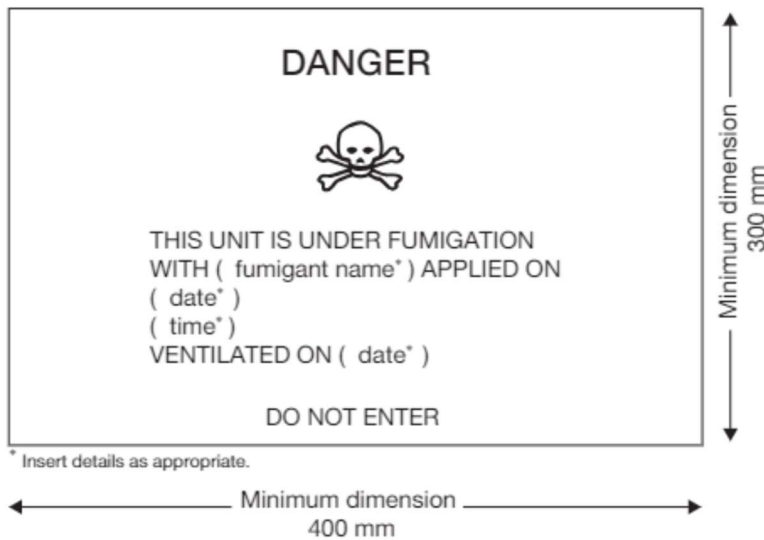 DANGER
THIS UNIT IS UNDER FUMIGATION
WITH ( fumigant name* ) APPLIED ON
( date* )
( time* )
VENTILATED ON ( date* )
DO NOT ENTER
* Insert details as appropriate.
Minimum dimension
400 mm
Minimum dimension
300 mm